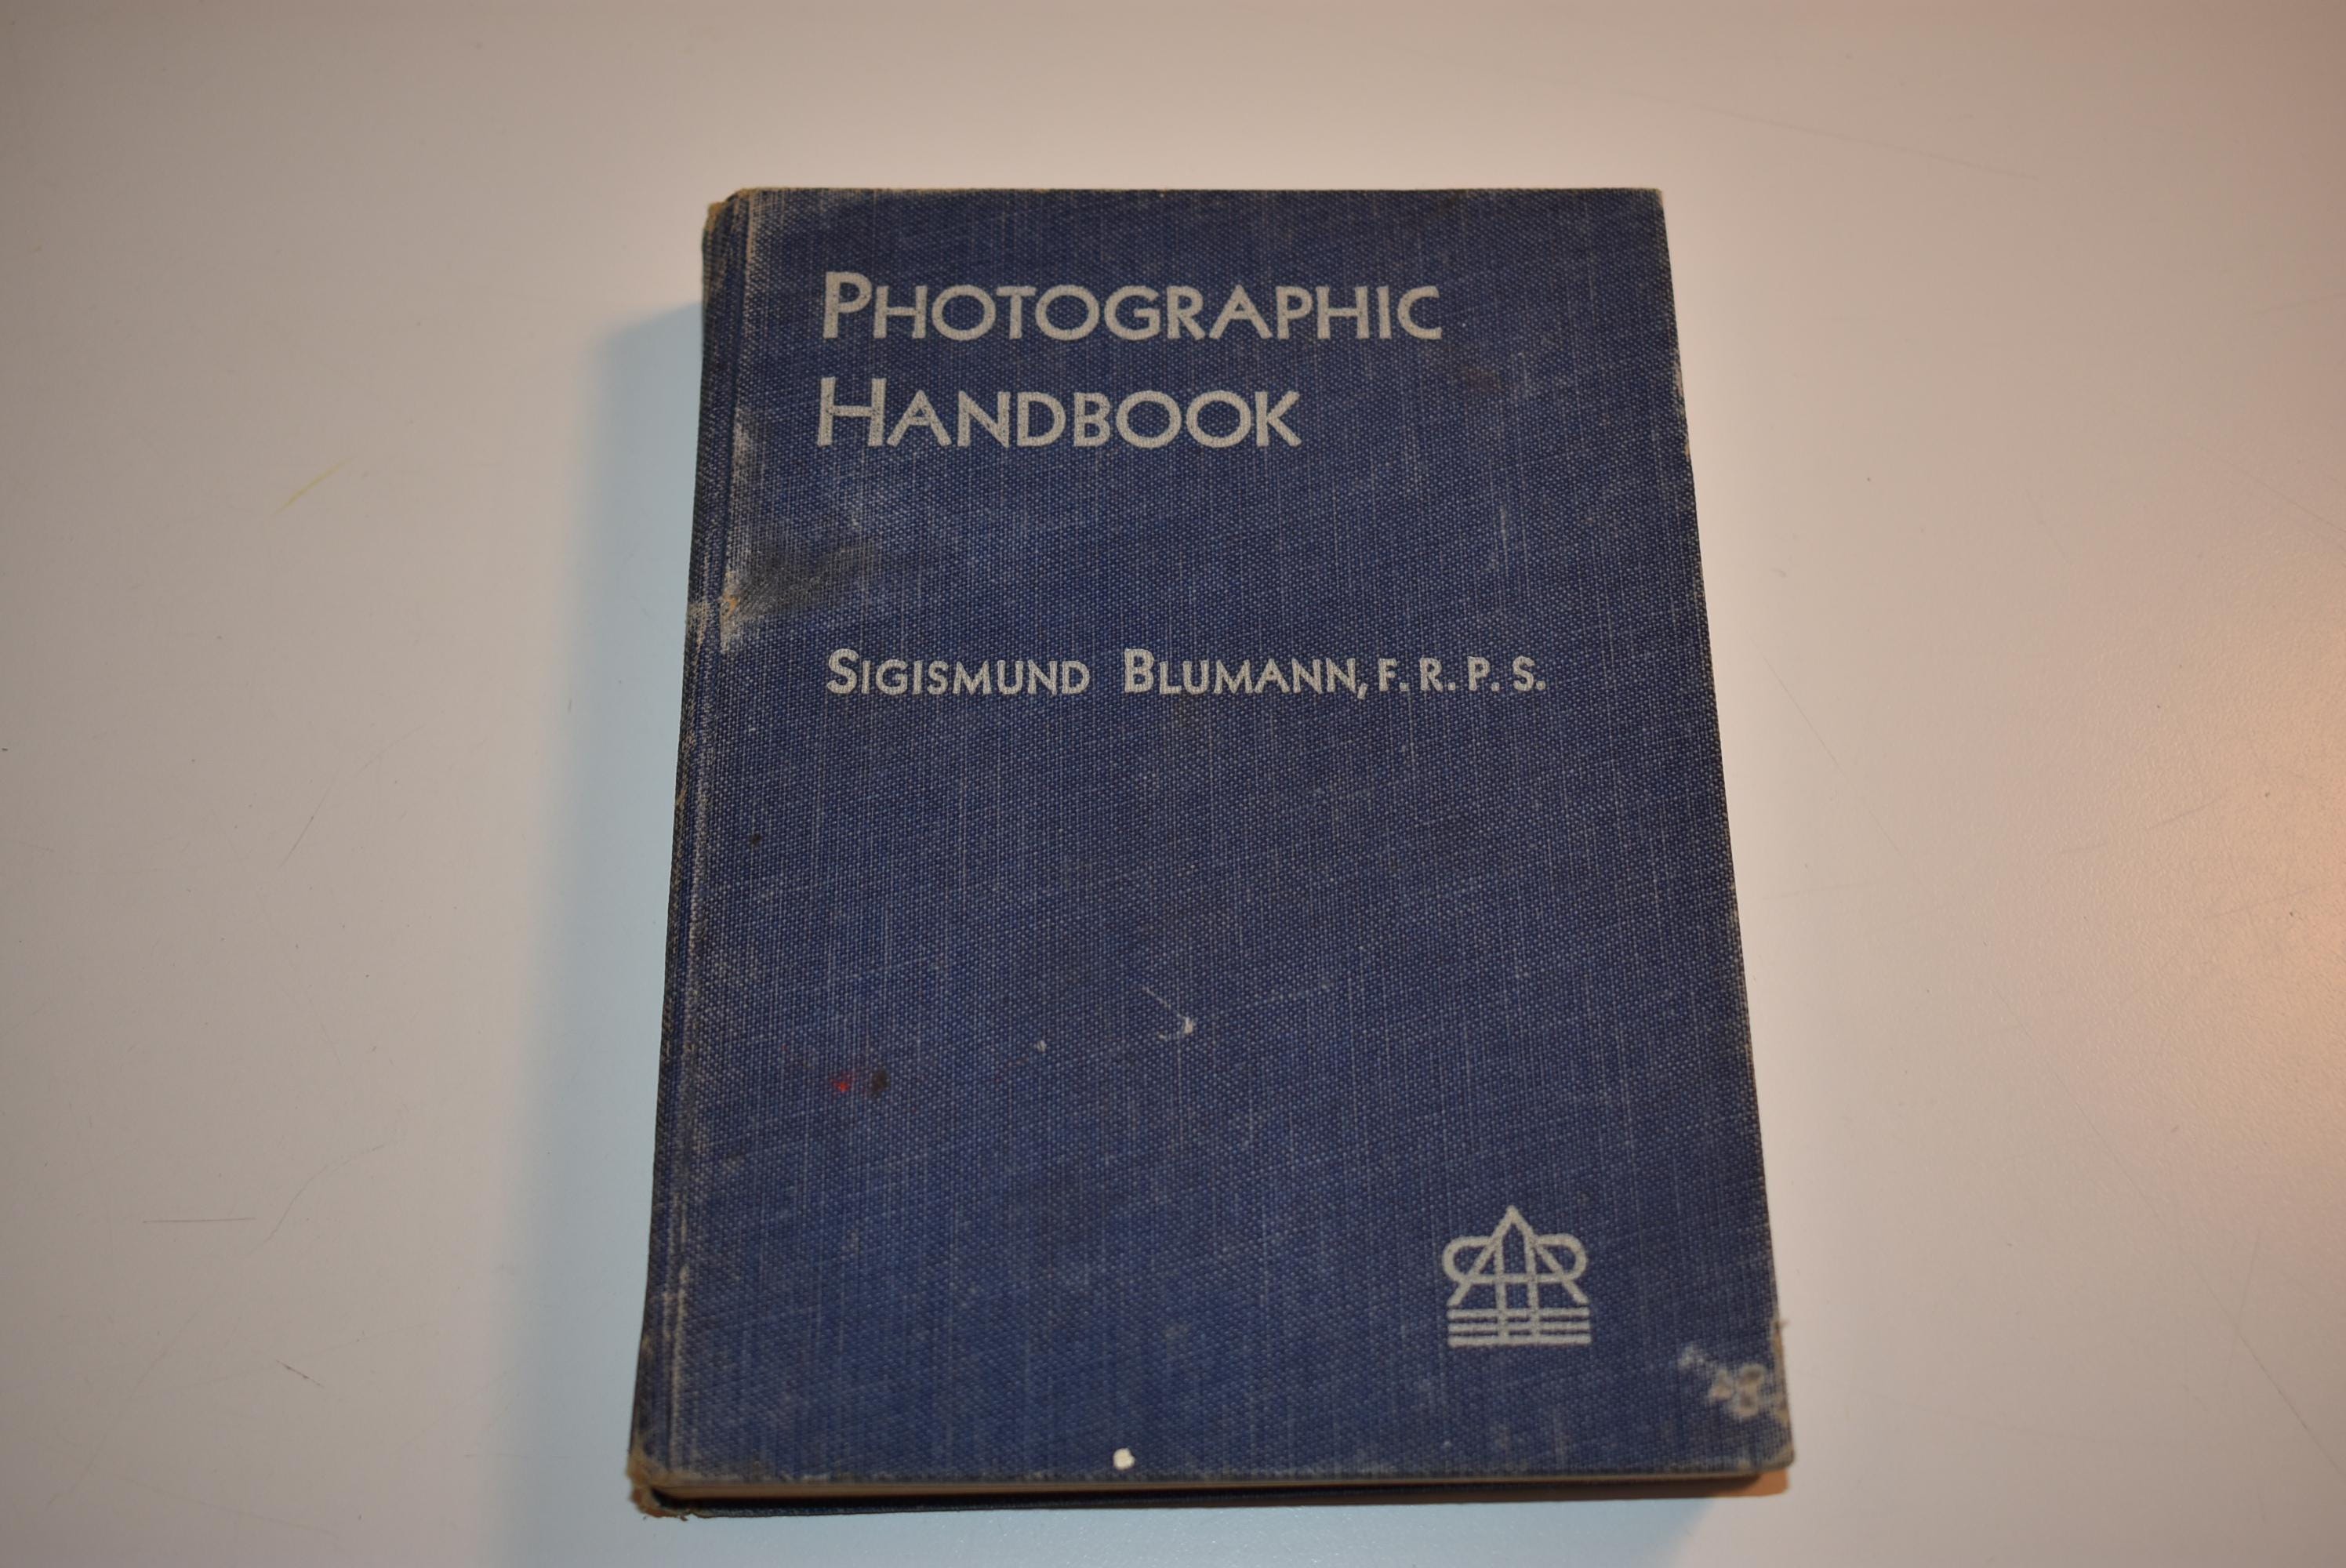 PHOTOGRAPHIC
HANDBOOK
SIGISMUND BLUMANN, F. R. P. S.